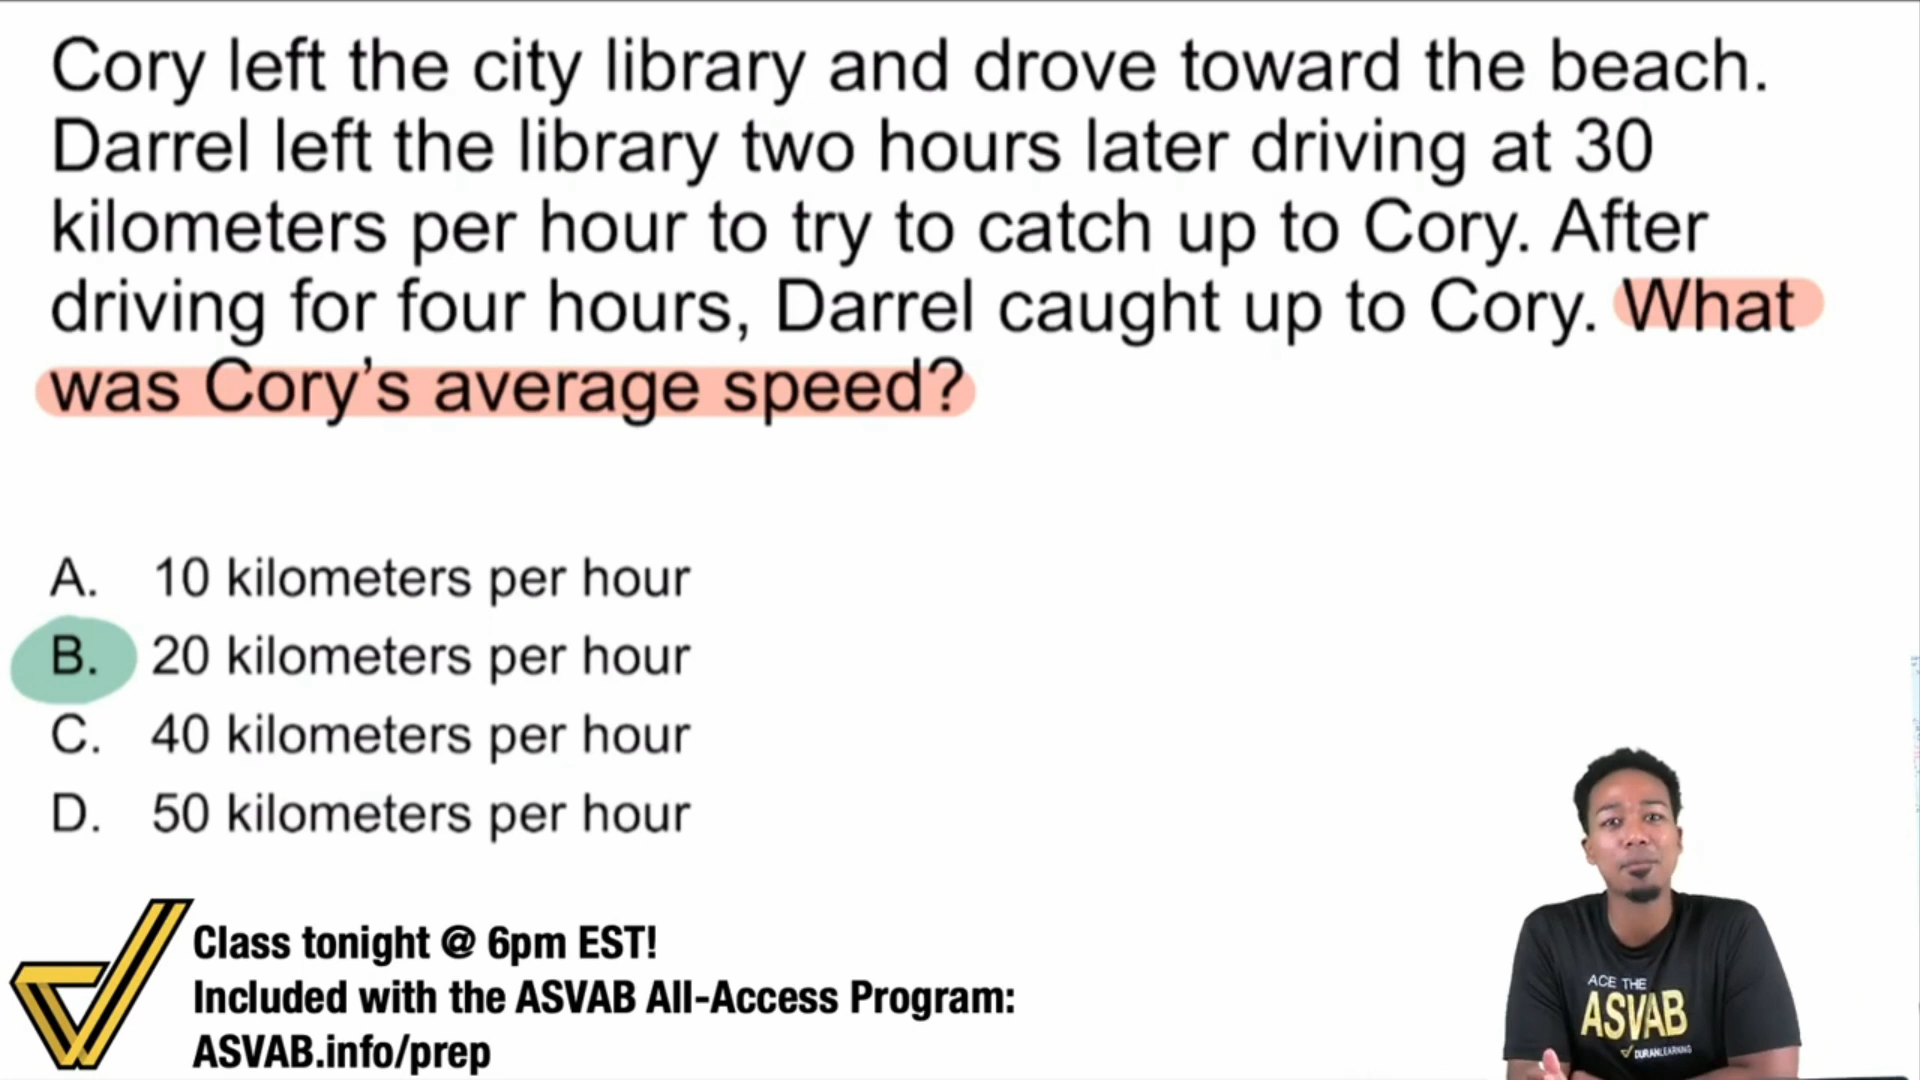 Cory left the city library and drove toward the beach.
Darrel left the library two hours later driving at 30
kilometers per hour to try to catch up to Cory. After
driving for four hours, Darrel caught up to Cory. What
was Cory’s average speed?
A. 10 kilometers per hour
B. 20 kilometers per hour
C. 40 kilometers per hour
D. 50 kilometers per hour
Class tonight @ 6pm EST!
Included with the ASVAB All-Access Program:
ASVAB.info/prep
ACE THE
ASVAB
DURANLEARNING